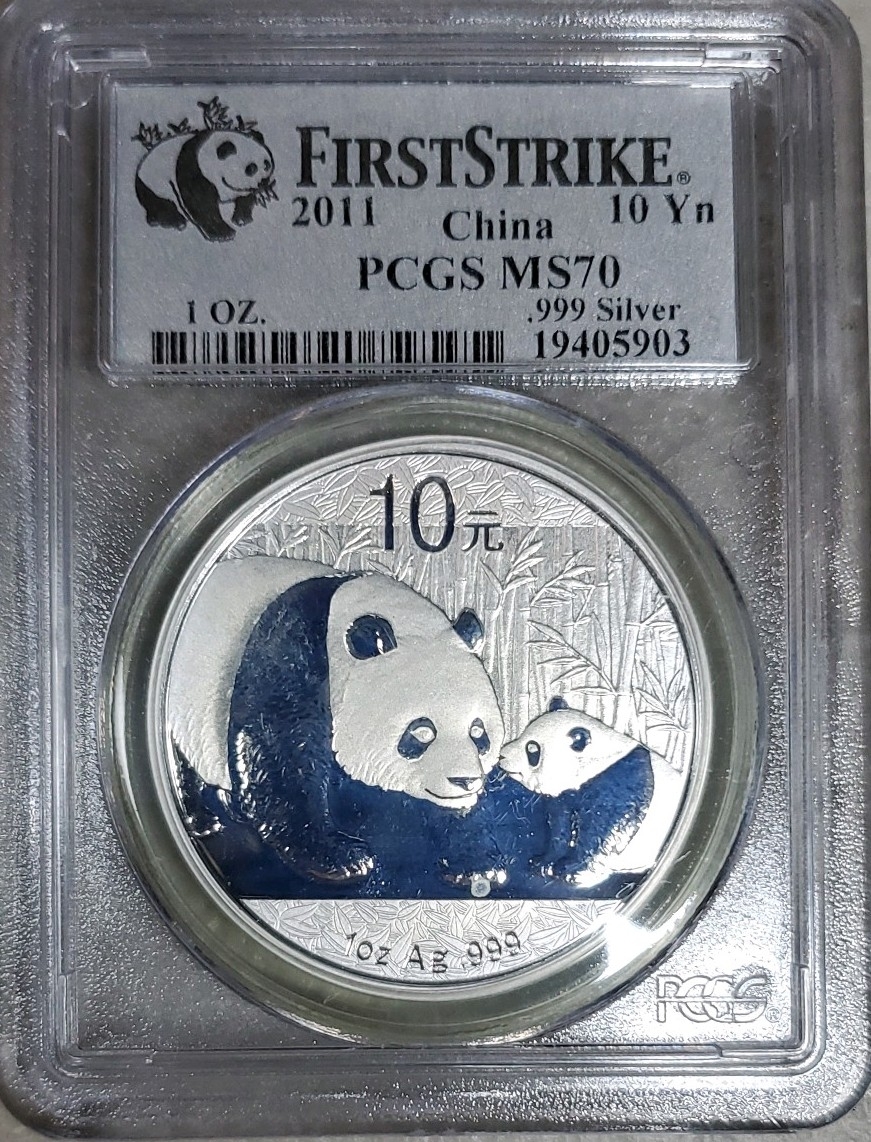 FIRSTSTRIKE®
2011 China 10 Yn
PCGS MS70
1 OZ. .999 Silver
19405903
10元
1oz Ag .999
PCGS